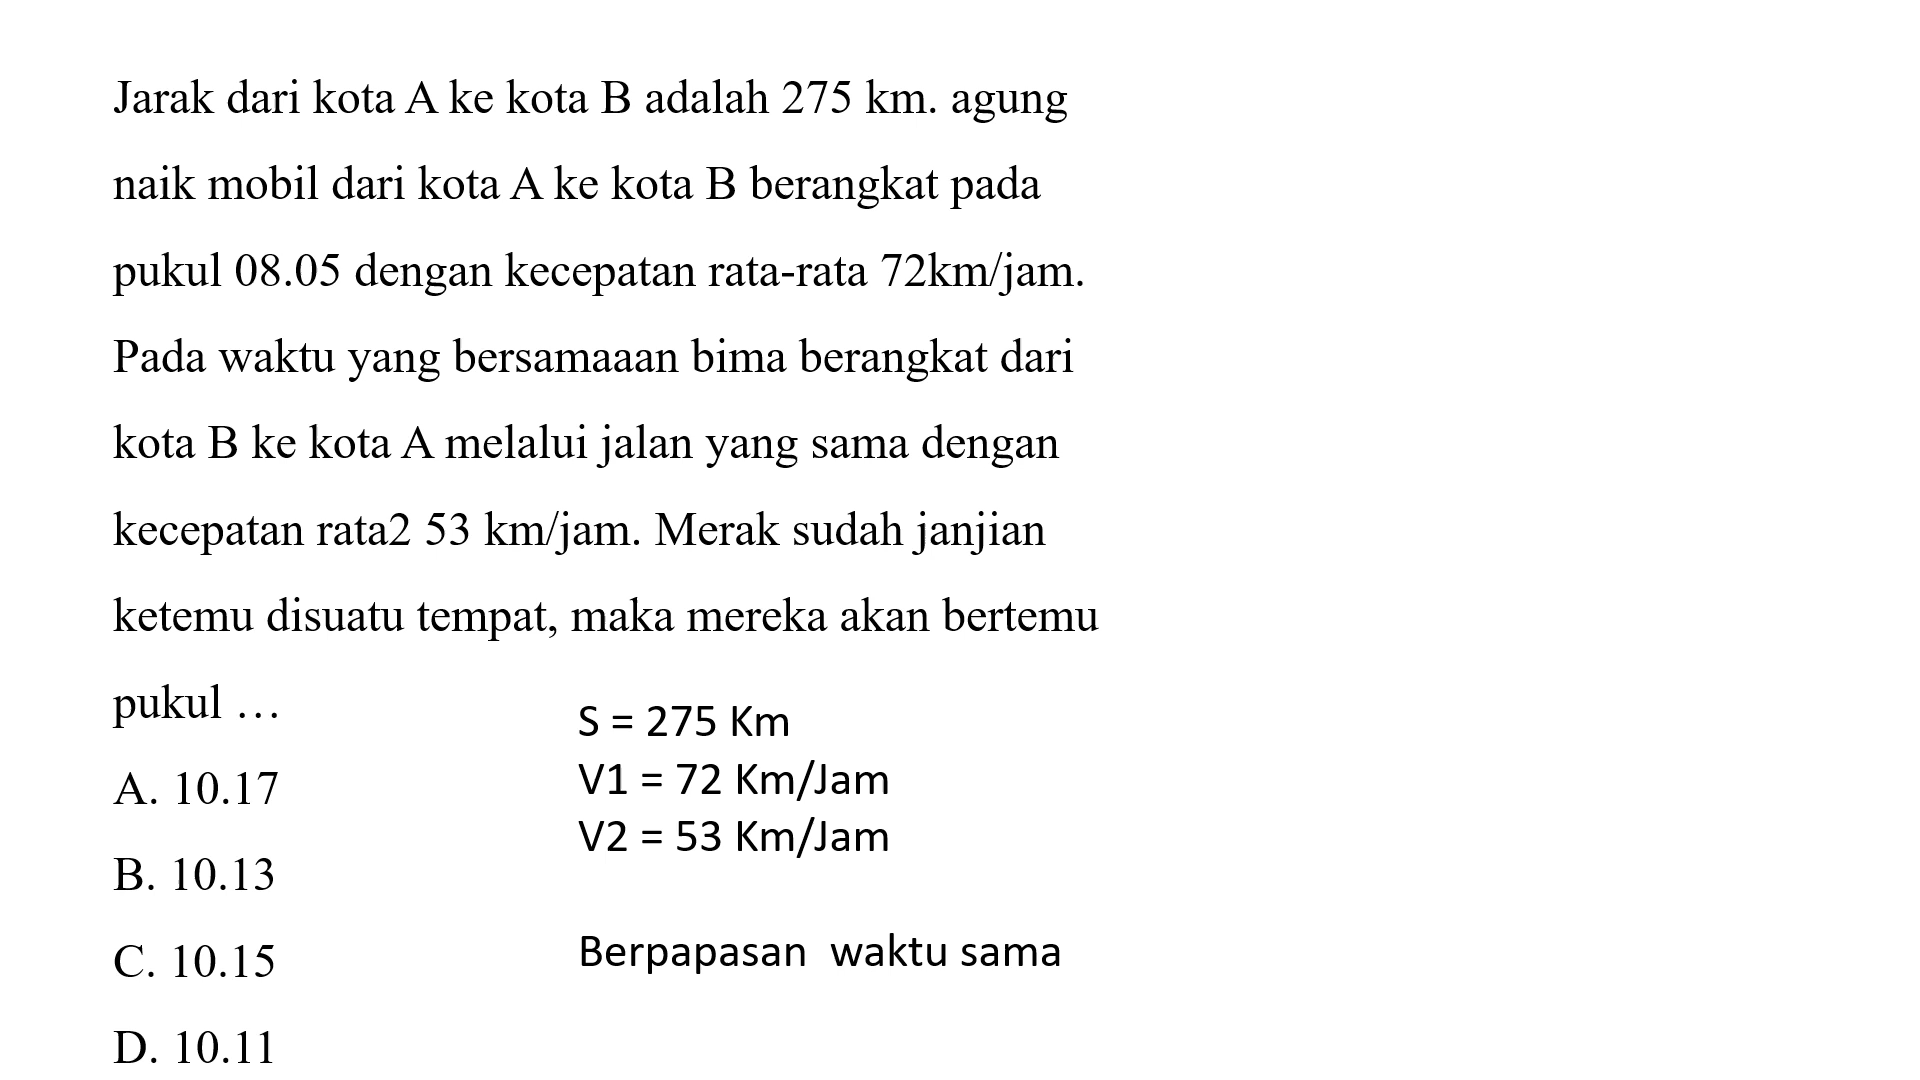 Jarak dari kota A ke kota B adalah 275 km. agung
naik mobil dari kota A ke kota B berangkat pada
pukul 08.05 dengan kecepatan rata-rata 72km/jam.
Pada waktu yang bersamaaan bima berangkat dari
kota B ke kota A melalui jalan yang sama dengan
kecepatan rata2 53 km/jam. Merak sudah janjian
ketemu disuatu tempat, maka mereka akan bertemu
pukul …
A. 10.17
B. 10.13
C. 10.15
D. 10.11
S = 275 Km
V1 = 72 Km/Jam
V2 = 53 Km/Jam
Berpapasan  waktu sama